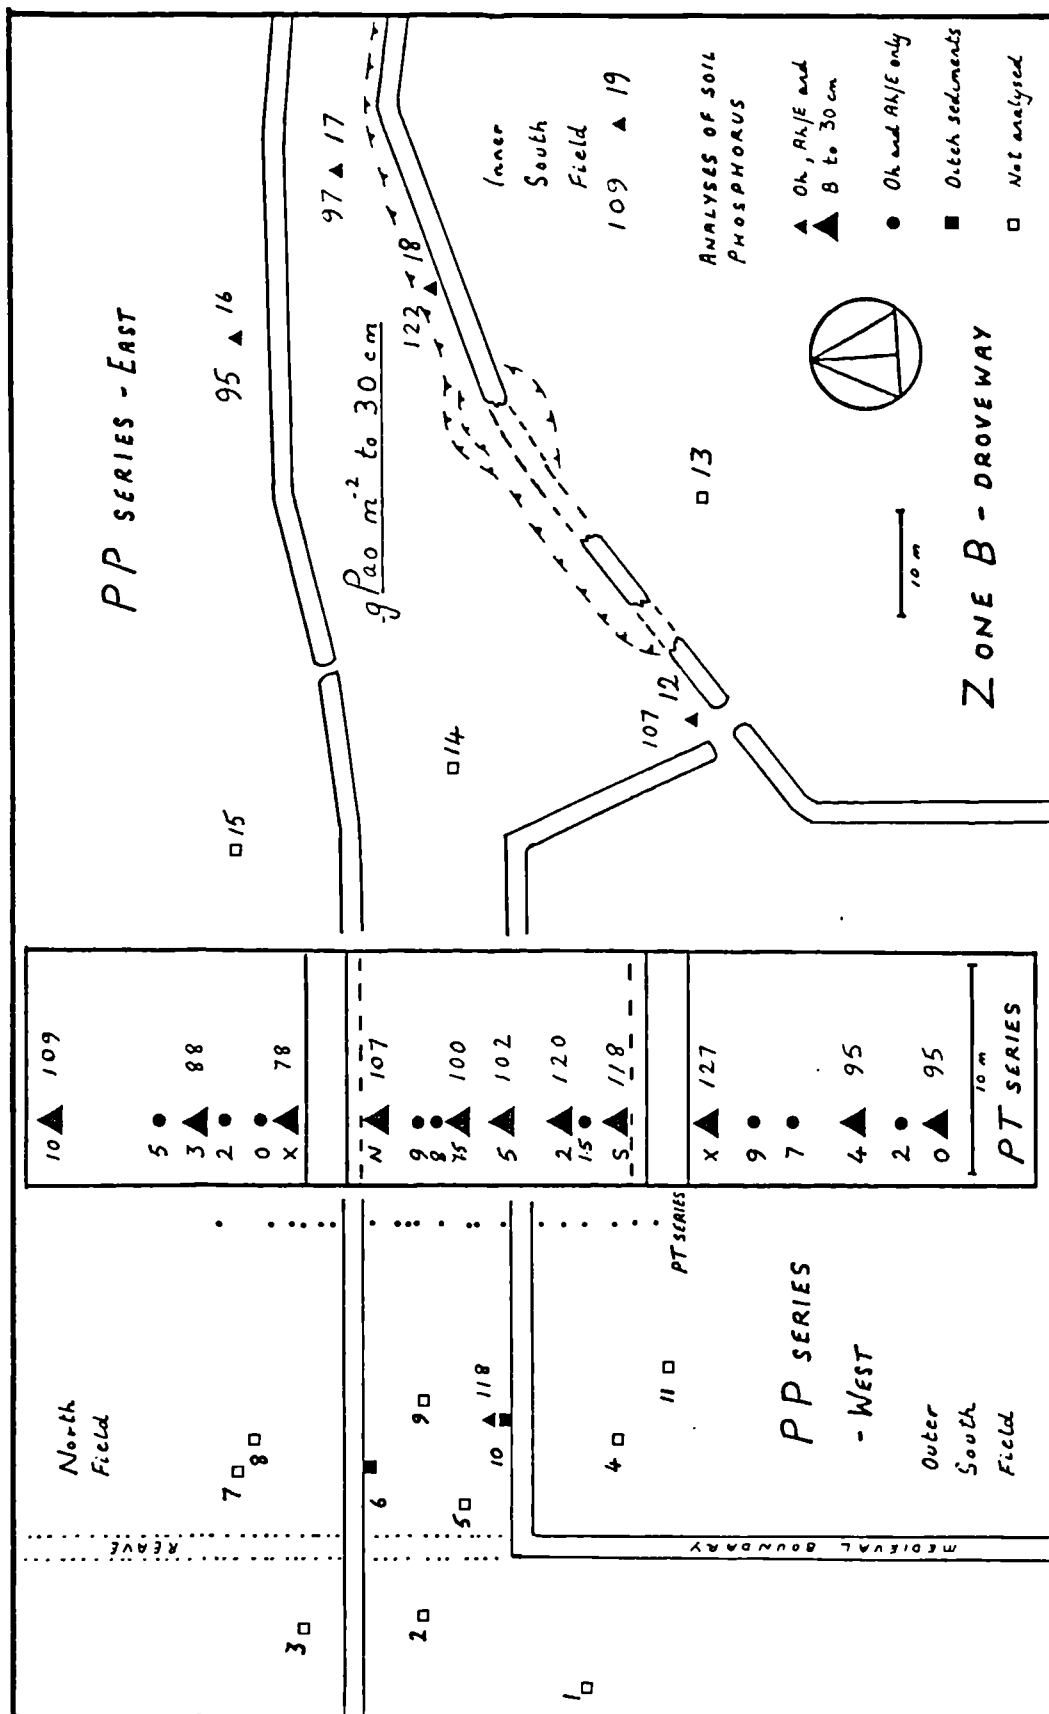 PP SERIES - EAST
95 16
97 17
g Pao m-2 to 30 cm
122 18
Inner
South
Field
109 19
ANALYSES OF SOIL
PHOSPHORUS
Oh, Ah/E and
B to 30 cm
Oh and Ah/E only
Ditch sediments
Not analysed
15
14
107 12
13
10 m
ZONE B - DROVEWAY
10 109
5
3 88
2
0
X 78
N 107
9
8
7.5 100
5 102
2 120
1.5
S 118
X 127
9
7
4 95
2
0 95
10 m
PT SERIES
North
Field
7
8
REAVE
3
PT SERIES
6
9
10 118
5
2
11
4
1
PP SERIES
- WEST
Outer
South
Field
MEDIEVAL BOUNDARY